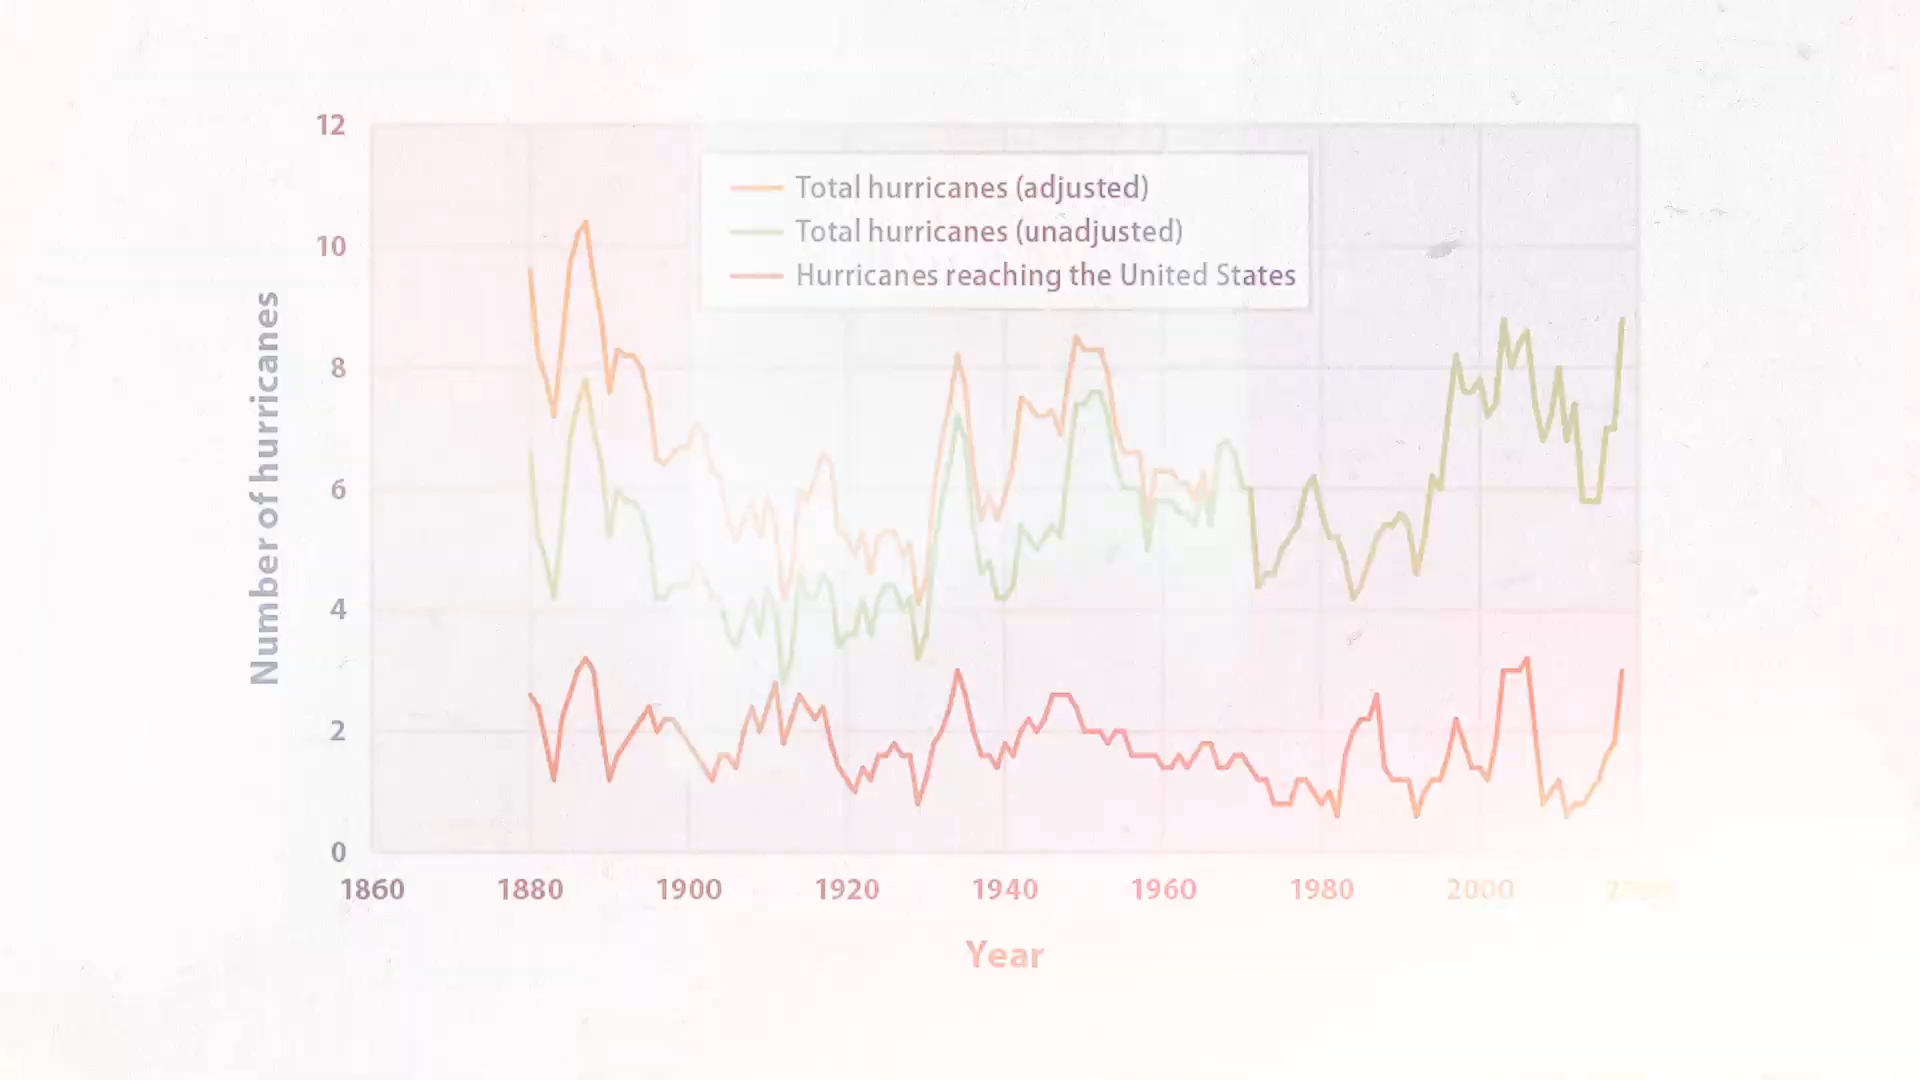 12
Total hurricanes (adjusted)
Total hurricanes (unadjusted)
Hurricanes reaching the United States
10
8
6
4
2
0
Number of hurricanes
1860 1880 1900 1920 1940 1960 1980 2000
Year